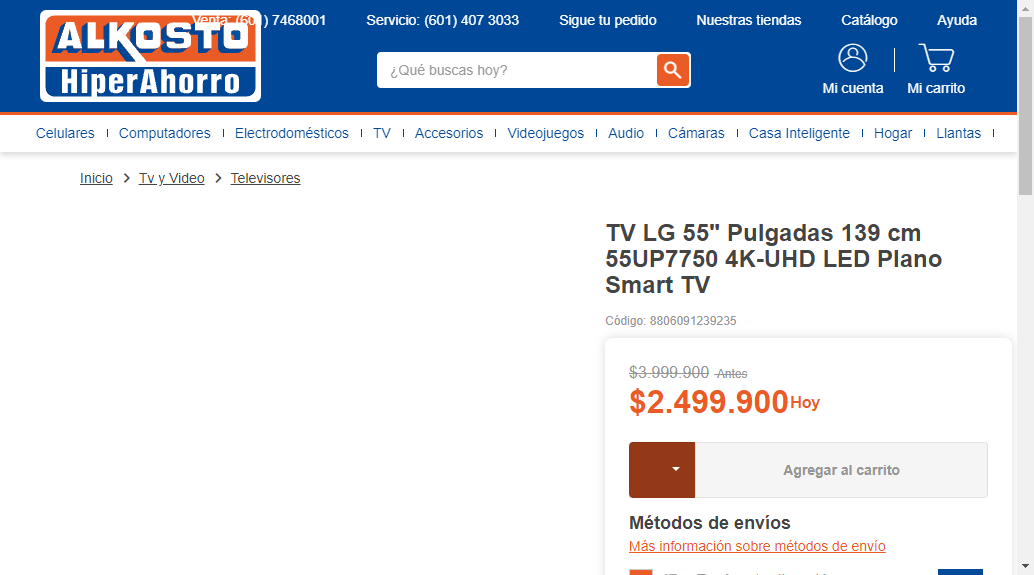 Venta: (601) 7468001
Servicio: (601) 407 3033
Sigue tu pedido
Nuestras tiendas
Catálogo
Ayuda
ALKOSTO
HiperAhorro
¿Qué buscas hoy?
Mi cuenta
Mi carrito
Celulares
Computadores
Electrodomésticos
TV
Accesorios
Videojuegos
Audio
Cámaras
Casa Inteligente
Hogar
Llantas
Inicio
Tv y Video
Televisores
TV LG 55" Pulgadas 139 cm
55UP7750 4K-UHD LED Plano
Smart TV
Código: 8806091239235
$3.999.900 Antes
$2.499.900 Hoy
Agregar al carrito
Métodos de envíos
Más información sobre métodos de envío